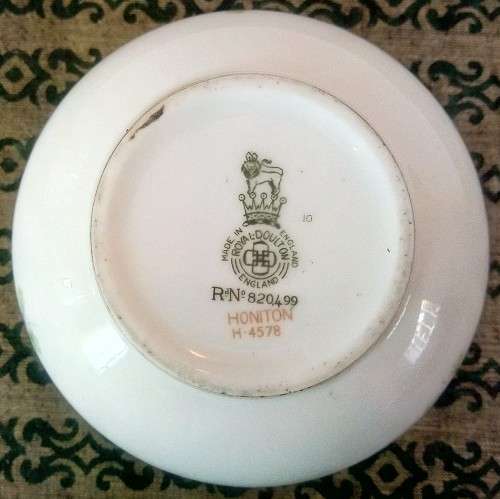 10
MADE IN ENGLAND
ROYAL·DOULTON
ENGLAND
RᵈNº 820499
HONITON
H·4578